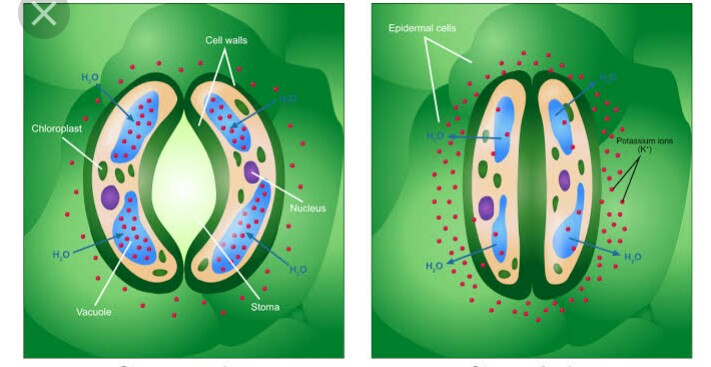 Cell walls
H₂O
H₂O
Chloroplast
Nucleus
H₂O
H₂O
Vacuole
Stoma
Epidermal cells
H₂O
H₂O
Potassium ions
(K⁺)
H₂O
H₂O